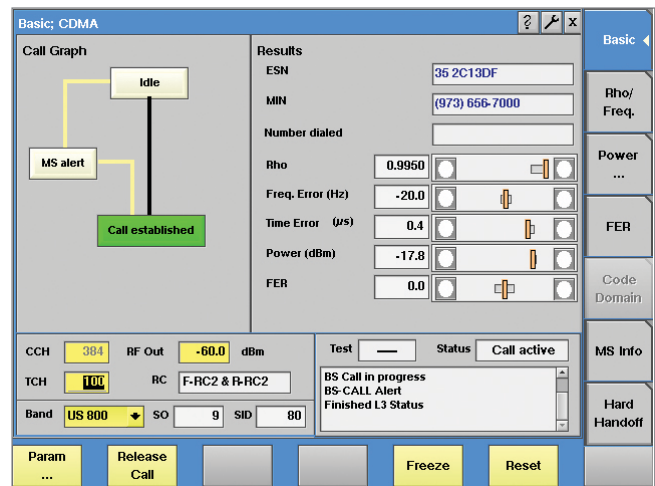 Basic; CDMA
? x
Call Graph
Idle
MS alert
Call established
Results
ESN 35 2C13DF
MIN (973) 656-7000
Number dialed
Rho 0.9950
Freq. Error (Hz) -20.0
Time Error (µs) 0.4
Power (dBm) -17.8
FER 0.0
CCH 384 RF Out -60.0 dBm
TCH 100 RC F-RC2 & R-RC2
Band US 800 SO 9 SID 80
Test — Status Call active
BS Call in progress
BS-CALL Alert
Finished L3 Status
Basic
Rho/
Freq.
Power
...
FER
Code
Domain
MS Info
Hard
Handoff
Param
...
Release
Call
Freeze
Reset